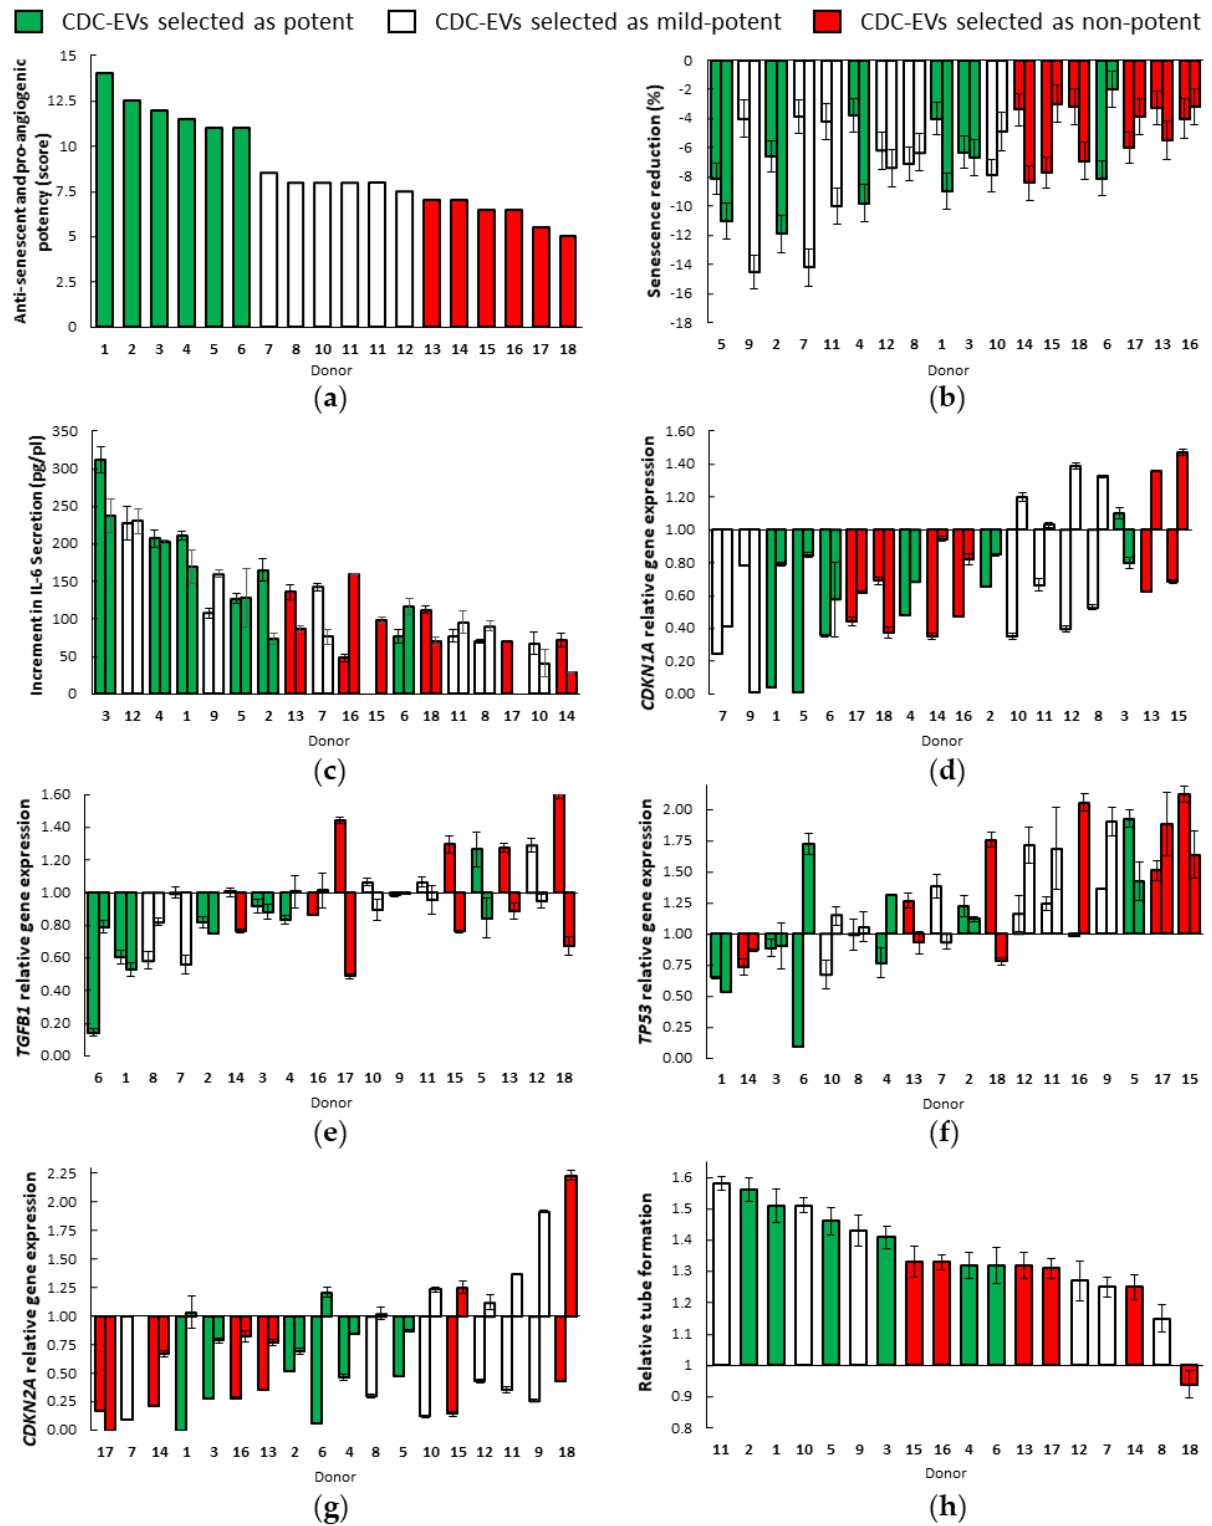 CDC-EVs selected as potent CDC-EVs selected as mild-potent CDC-EVs selected as non-potent
Anti-senescent and pro-angiogenic
potency (score)
15
12.5
10
7.5
5
2.5
0
1 2 3 4 5 6 7 8 10 11 11 12 13 14 15 16 17 18
Donor
(a)
Senescence reduction (%)
0
-2
-4
-6
-8
-10
-12
-14
-16
-18
5 9 2 7 11 4 12 8 1 3 10 14 15 18 6 17 13 16
Donor
(b)
Increment in IL-6 Secretion (pg/pl)
350
300
250
200
150
100
50
0
3 12 4 1 9 5 2 13 7 16 15 6 18 11 8 17 10 14
Donor
(c)
CDKN1A relative gene expression
1.60
1.40
1.20
1.00
0.80
0.60
0.40
0.20
0.00
7 9 1 5 6 17 18 4 14 16 2 10 11 12 8 3 13 15
Donor
(d)
TGFB1 relative gene expression
1.60
1.40
1.20
1.00
0.80
0.60
0.40
0.20
0.00
6 1 8 7 2 14 3 4 16 17 10 9 11 15 5 13 12 18
Donor
(e)
TP53 relative gene expression
2.00
1.75
1.50
1.25
1.00
0.75
0.50
0.25
0.00
1 14 3 6 10 8 4 13 7 2 18 12 11 16 9 5 17 15
Donor
(f)
CDKN2A relative gene expression
2.25
2.00
1.75
1.50
1.25
1.00
0.75
0.50
0.25
0.00
17 7 14 1 3 16 13 2 6 4 8 5 10 15 12 11 9 18
Donor
(g)
Relative tube formation
1.6
1.5
1.4
1.3
1.2
1.1
1
0.9
0.8
11 2 1 10 5 9 3 15 16 4 6 13 17 12 7 14 8 18
Donor
(h)